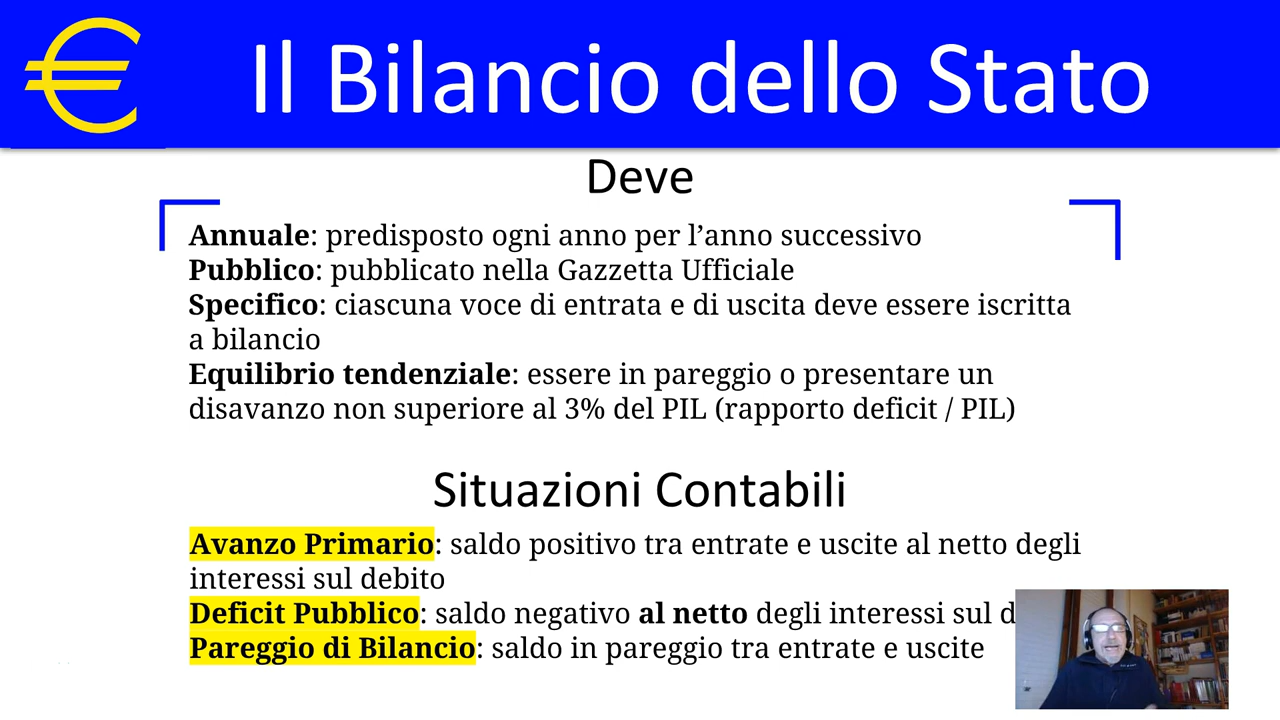 Il Bilancio dello Stato
Deve
Annuale: predisposto ogni anno per l’anno successivo
Pubblico: pubblicato nella Gazzetta Ufficiale
Specifico: ciascuna voce di entrata e di uscita deve essere iscritta
a bilancio
Equilibrio tendenziale: essere in pareggio o presentare un
disavanzo non superiore al 3% del PIL (rapporto deficit / PIL)
Situazioni Contabili
Avanzo Primario: saldo positivo tra entrate e uscite al netto degli
interessi sul debito
Deficit Pubblico: saldo negativo al netto degli interessi sul
Pareggio di Bilancio: saldo in pareggio tra entrate e uscite